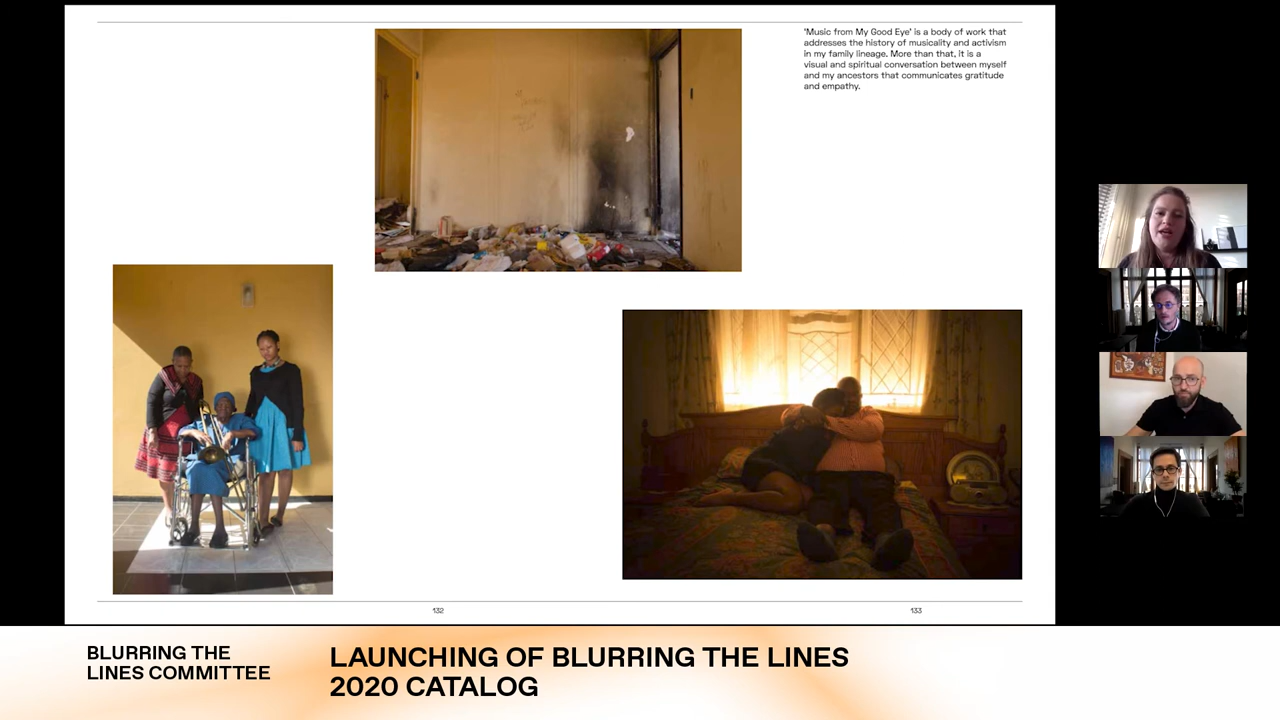 'Music from My Good Eye' is a body of work that
addresses the history of musicality and activism
in my family lineage. More than that, it is a
visual and spiritual conversation between myself
and my ancestors that communicates gratitude
and empathy.
132
133
BLURRING THE
LINES COMMITTEE
LAUNCHING OF BLURRING THE LINES
2020 CATALOG